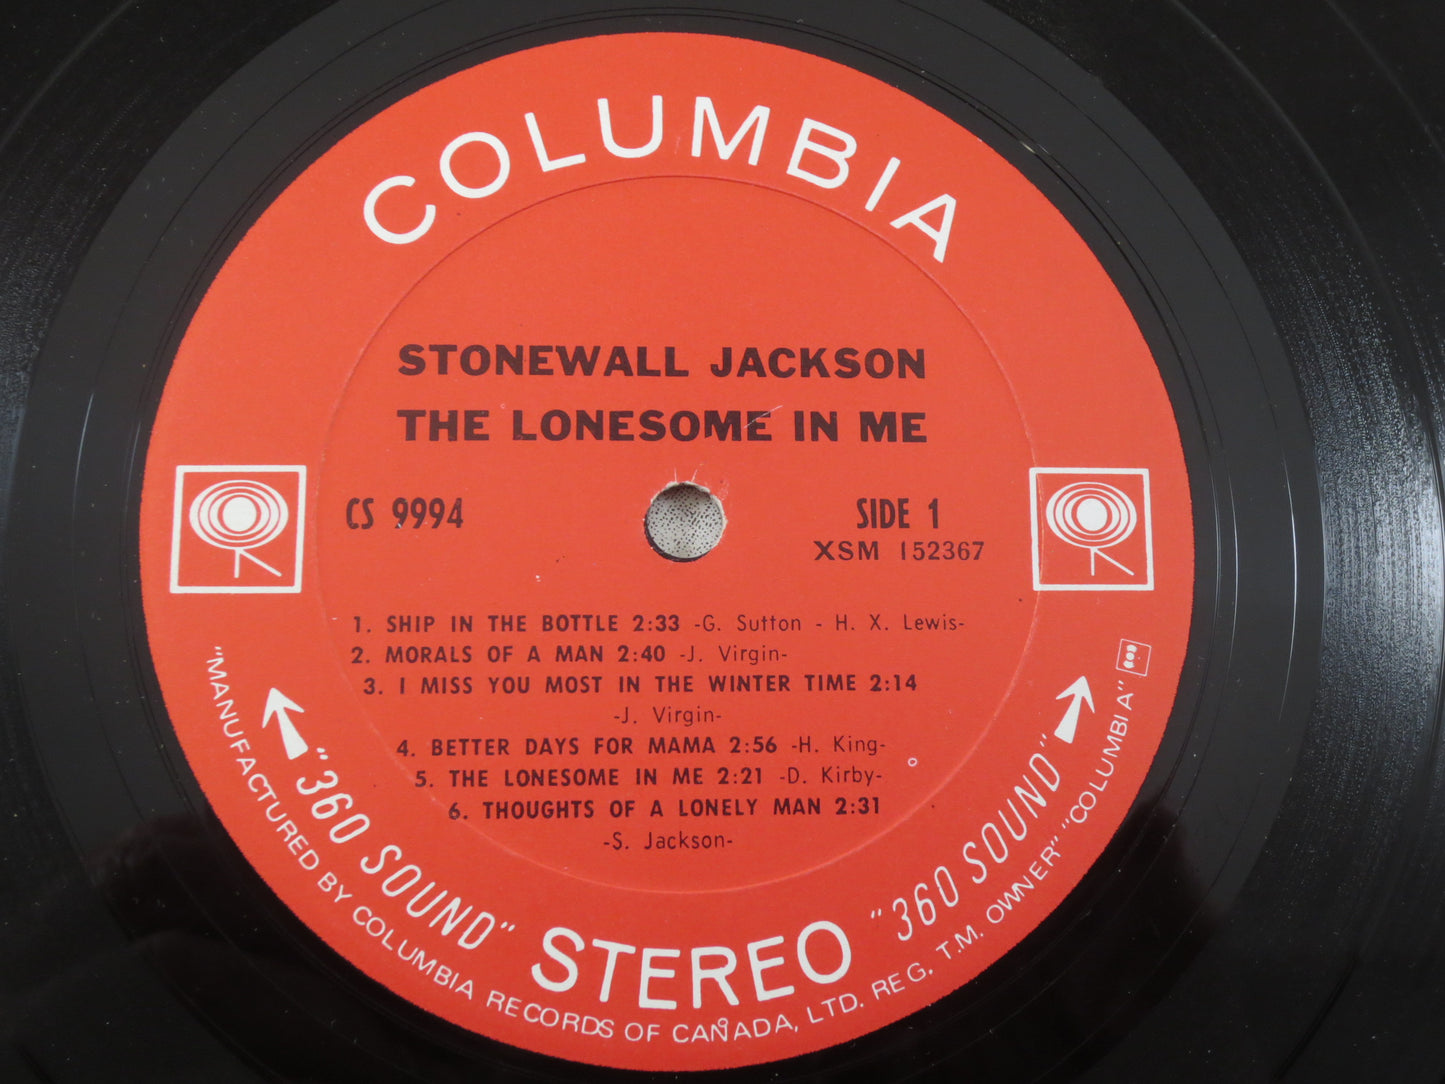 COLUMBIA
STONEWALL JACKSON
THE LONESOME IN ME
CS 9994
SIDE 1
XSM 152367
1. SHIP IN THE BOTTLE 2:33 -G. Sutton - H. X. Lewis-
2. MORALS OF A MAN 2:40 -J. Virgin-
3. I MISS YOU MOST IN THE WINTER TIME 2:14
-J. Virgin-
4. BETTER DAYS FOR MAMA 2:56 -H. King-
5. THE LONESOME IN ME 2:21 -D. Kirby-
6. THOUGHTS OF A LONELY MAN 2:31
-S. Jackson-
"360 SOUND" STEREO "360 SOUND"
"MANUFACTURED BY COLUMBIA RECORDS OF CANADA, LTD. REG. T.M. OWNER" "COLUMBIA"